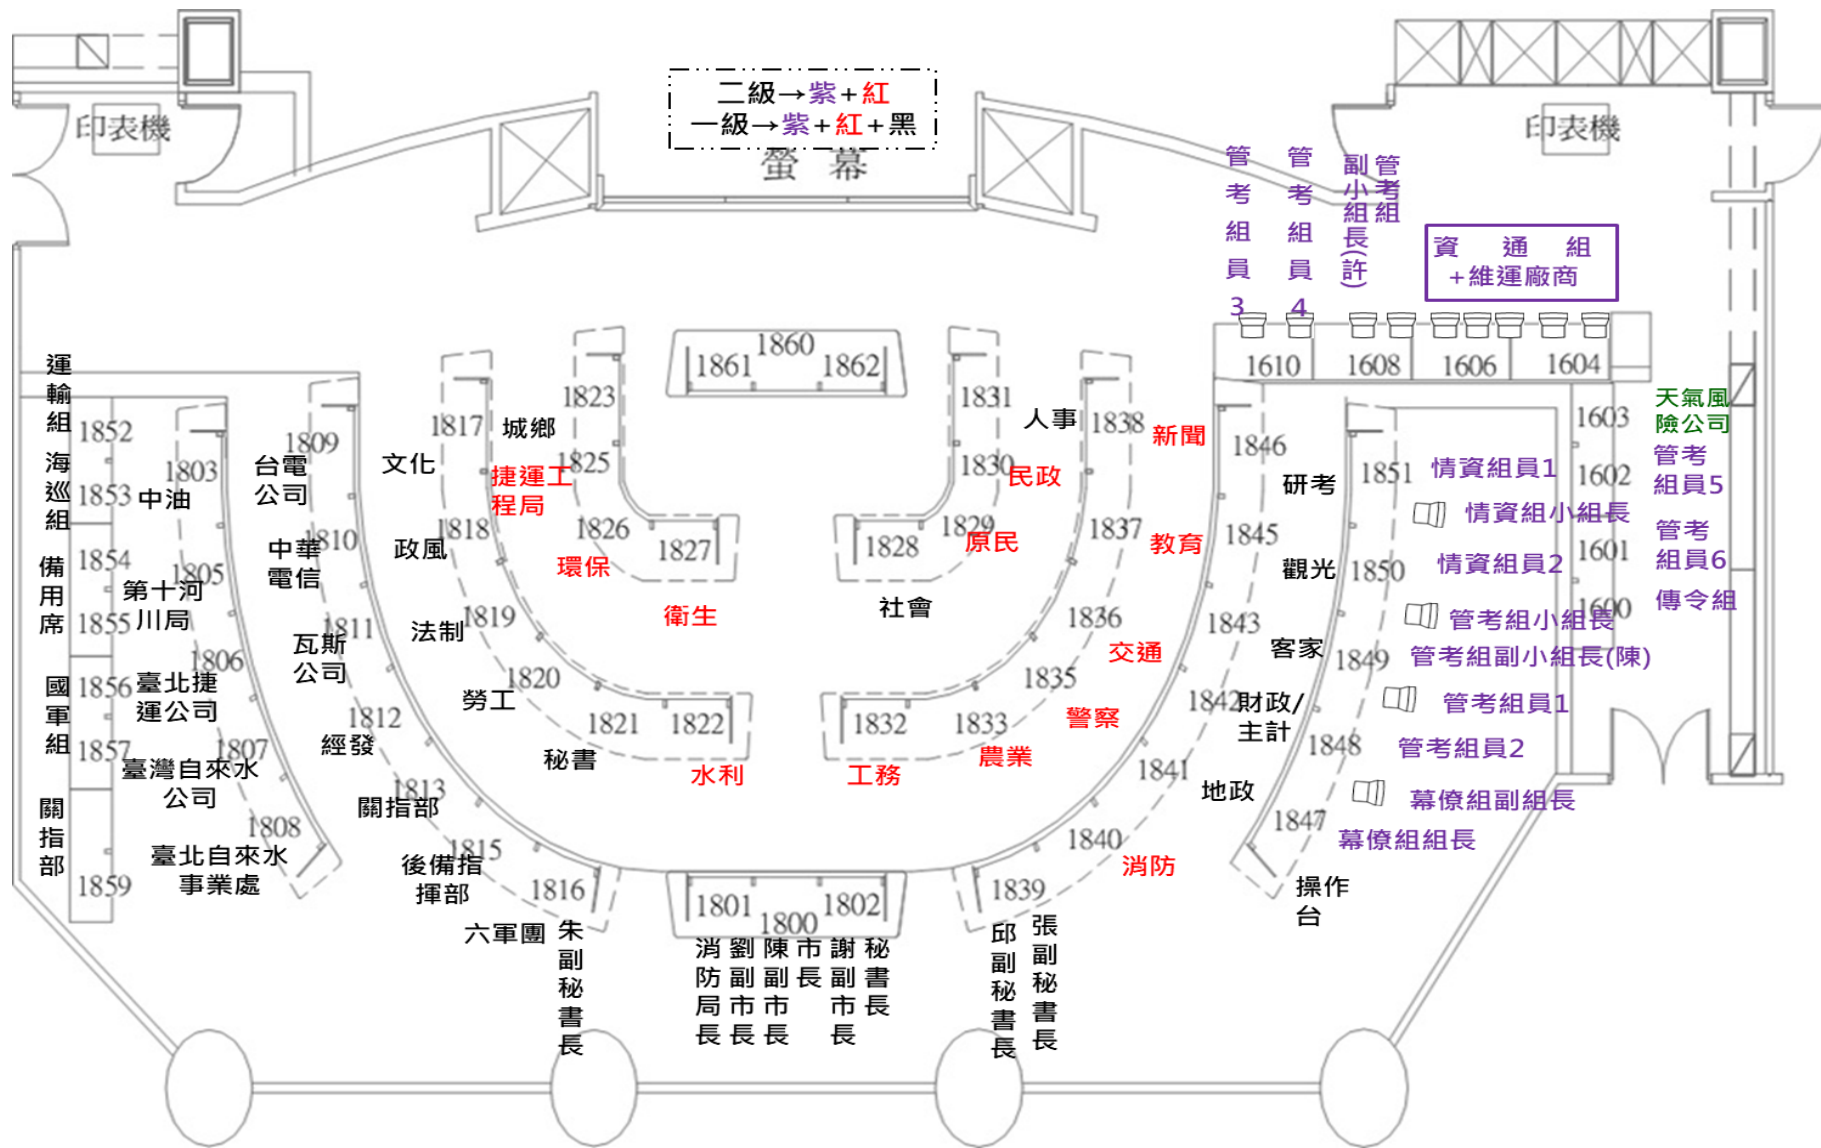 二級→紫+紅
一級→紫+紅+黑
螢幕
印表機
印表機
管考組員3
管考組員4
管考組
副小組長(許)
資通組
+維運廠商
1610
1608
1606
1604
1603
天氣風
險公司
1602
管考
組員5
1601
管考
組員6
1600
傳令組
運輸組
1852
海巡組
1853
備用席
1854
1855
國軍組
1856
1857
關指部
1859
1803
中油
1805
第十河
川局
1806
臺北捷
運公司
1807
臺灣自來水
公司
1808
臺北自來水
事業處
1809
台電
公司
1810
中華
電信
1811
瓦斯
公司
1812
經發
1813
關指部
1815
後備指
揮部
1816
六軍團
朱副秘書長
1817
文化
1818
政風
1819
法制
1820
勞工
1821
秘書
1822
水利
1823
城鄉
1825
捷運工
程局
1826
環保
1827
衛生
1860
1861
1862
1831
1830
民政
1829
原民
1828
社會
人事
1838
新聞
1837
教育
1836
交通
1835
警察
1833
農業
1832
工務
1846
1845
1843
1842
1841
1840
消防
1839
邱副秘書長
張副秘書長
研考
1851
情資組員1
情資組小組長
觀光
1850
情資組員2
管考組小組長
客家
1849
管考組副小組長(陳)
管考組員1
財政/
主計
1848
管考組員2
幕僚組副組長
地政
1847
幕僚組組長
操作
台
1801
1800
1802
消防局長
劉副市長
陳副市長
市長
謝副市長
秘書長